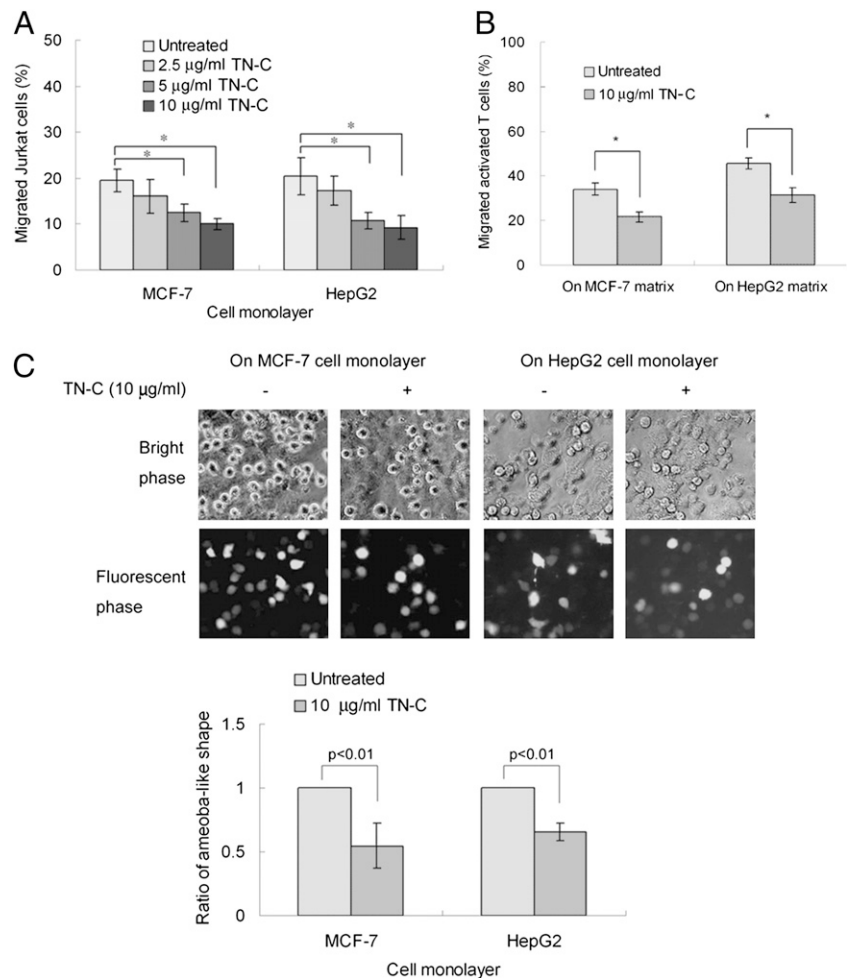 A
Untreated
2.5 µg/ml TN-C
5 µg/ml TN-C
10 µg/ml TN-C
Migrated Jurkat cells (%)
50
40
30
20
10
0
*
*
*
*
MCF-7
HepG2
Cell monolayer
B
Untreated
10 µg/ml TN-C
Migrated activated T cells (%)
100
80
60
40
20
0
*
*
On MCF-7 matrix
On HepG2 matrix
C
On MCF-7 cell monolayer
On HepG2 cell monolayer
TN-C (10 µg/ml)
-
+
-
+
Bright
phase
Fluorescent
phase
Untreated
10 µg/ml TN-C
Ratio of ameoba-like shape
1.5
1
0.5
0
p<0.01
p<0.01
MCF-7
HepG2
Cell monolayer